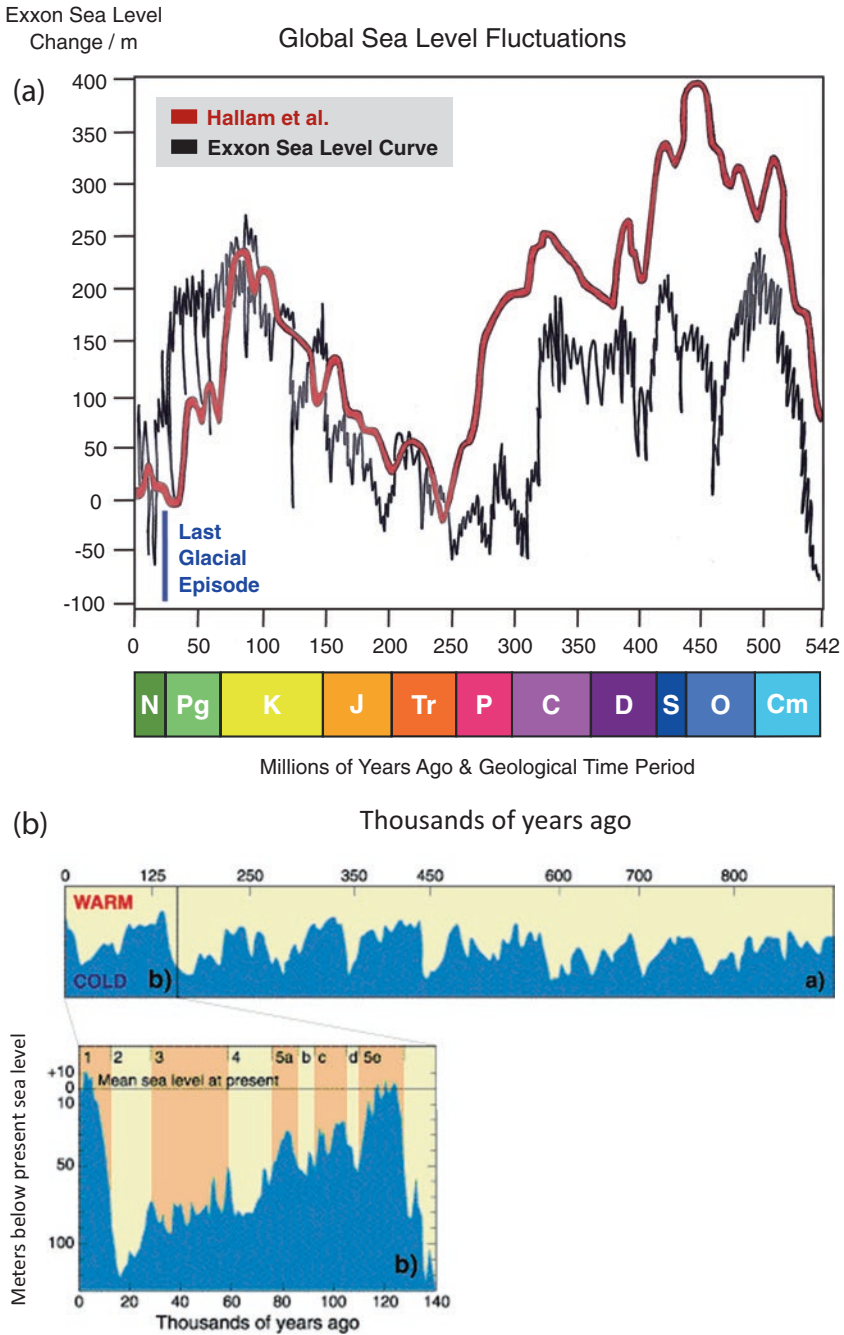 Exxon Sea Level
Change / m
Global Sea Level Fluctuations
(a)
Hallam et al.
Exxon Sea Level Curve
400
350
300
250
200
150
100
50
0
-50
-100
Last
Glacial
Episode
0 50 100 150 200 250 300 350 400 450 500 542
N Pg K J Tr P C D S O Cm
Millions of Years Ago & Geological Time Period
(b)
Thousands of years ago
0 125 250 350 450 600 700 800
WARM
COLD b) a)
Meters below present sea level
1 2 3 4 5a b c d 5e
+10
Mean sea level at present
0
10
50
100
b)
0 20 40 60 80 100 120 140
Thousands of years ago